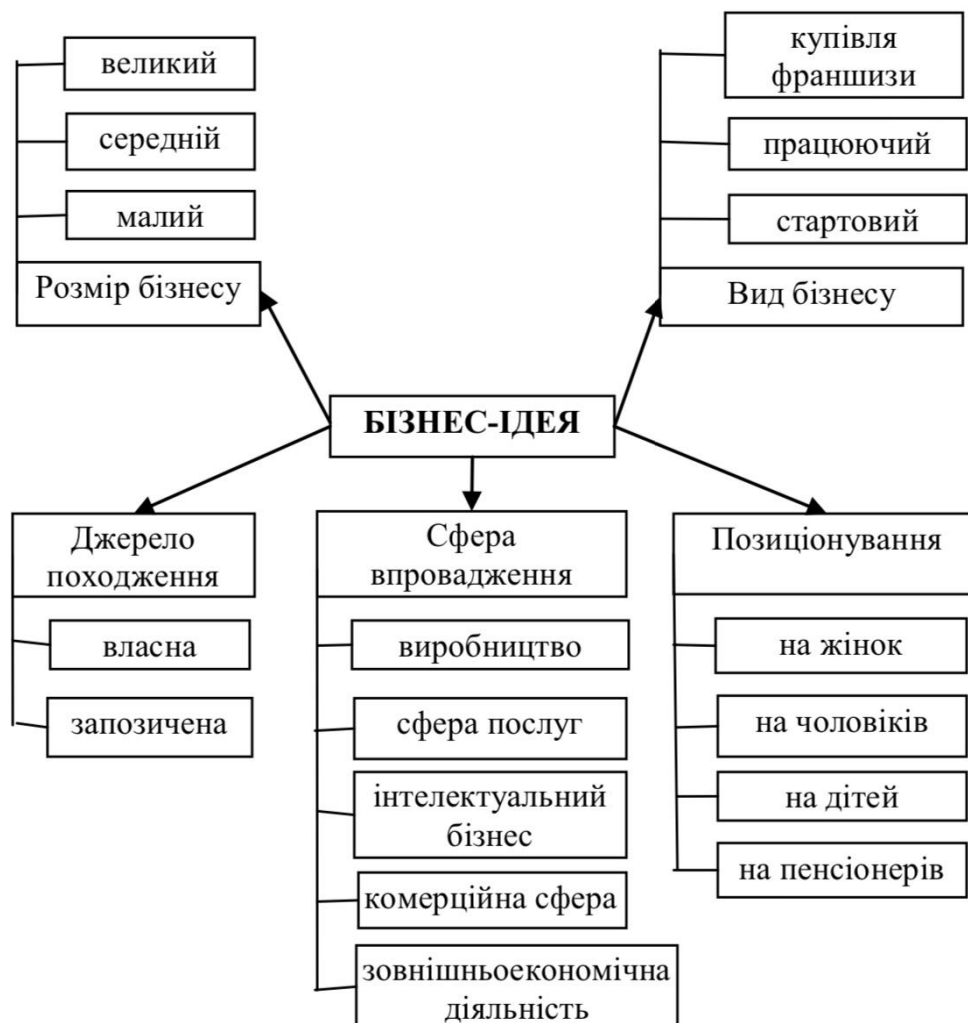 великий
середній
малий
Розмір бізнесу
купівля
франшизи
працюючий
стартовий
Вид бізнесу
БІЗНЕС-ІДЕЯ
Джерело
походження
власна
запозичена
Сфера
впровадження
виробництво
сфера послуг
інтелектуальний
бізнес
комерційна сфера
зовнішньоекономічна
діяльність
Позиціонування
на жінок
на чоловіків
на дітей
на пенсіонерів